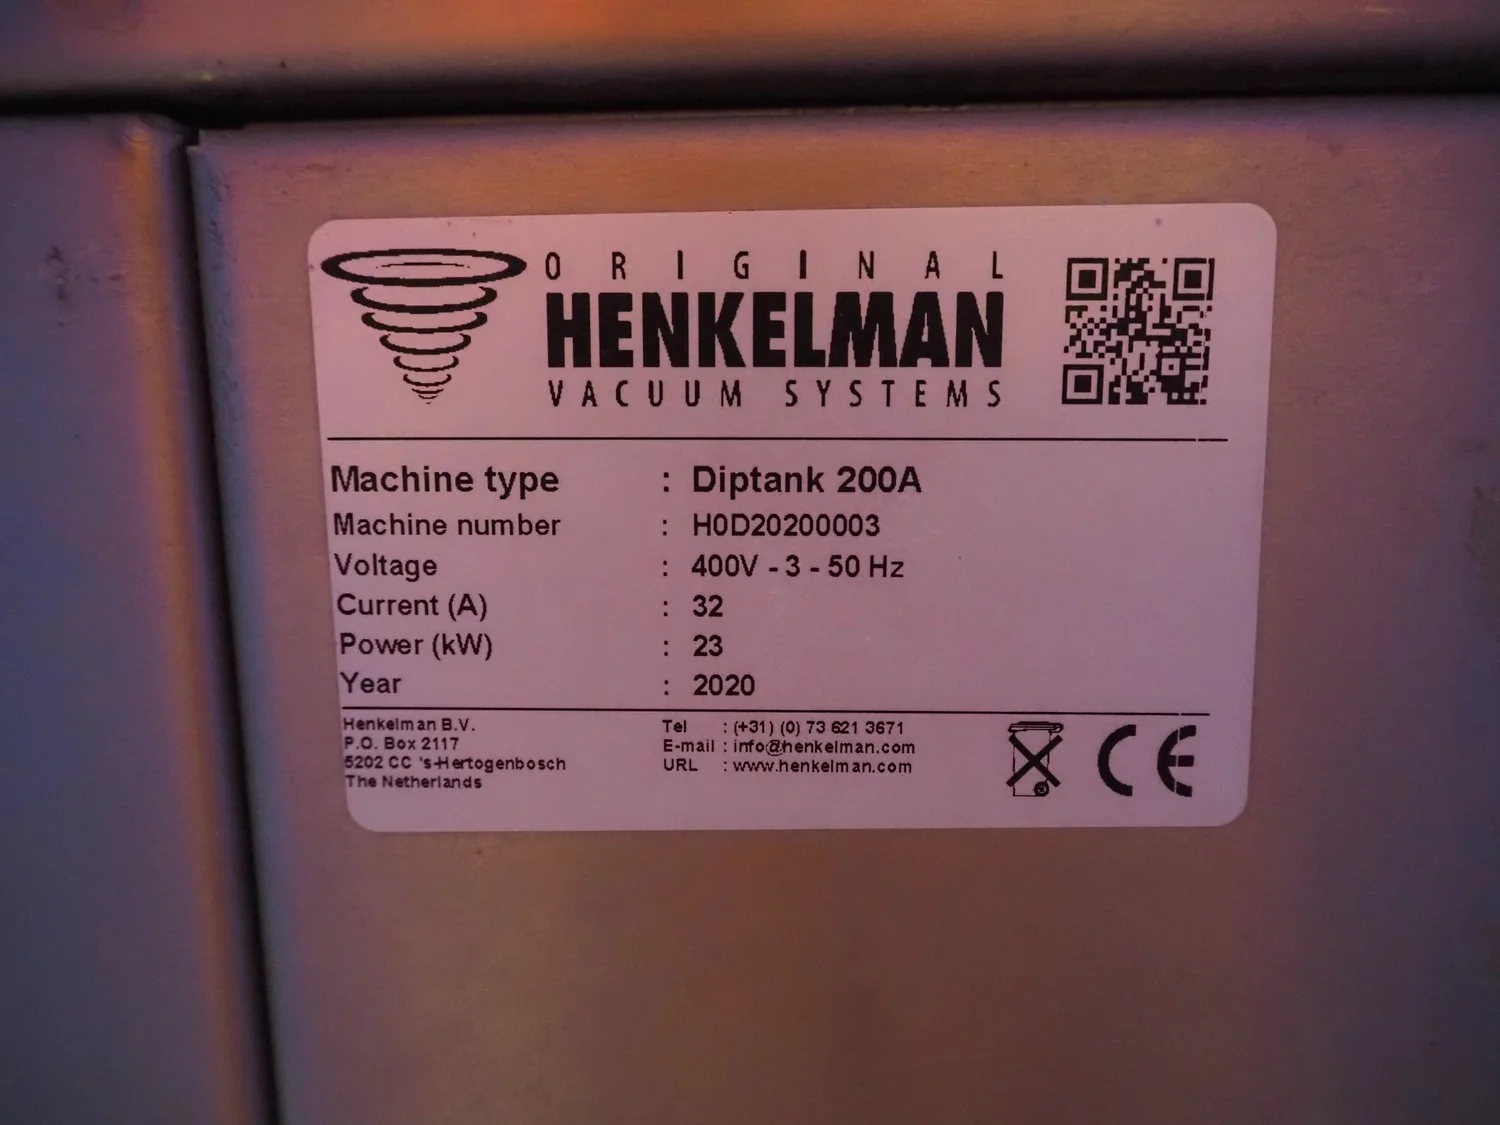 ORIGINAL
HENKELMAN
VACUUM SYSTEMS
Machine type : Diptank 200A
Machine number : H0D20200003
Voltage : 400V - 3 - 50 Hz
Current (A) : 32
Power (kW) : 23
Year : 2020
Henkelman B.V.
P.O. Box 2117
5202 CC 's-Hertogenbosch
The Netherlands
Tel : (+31) (0) 73 621 3671
E-mail : info@henkelman.com
URL : www.henkelman.com
CE